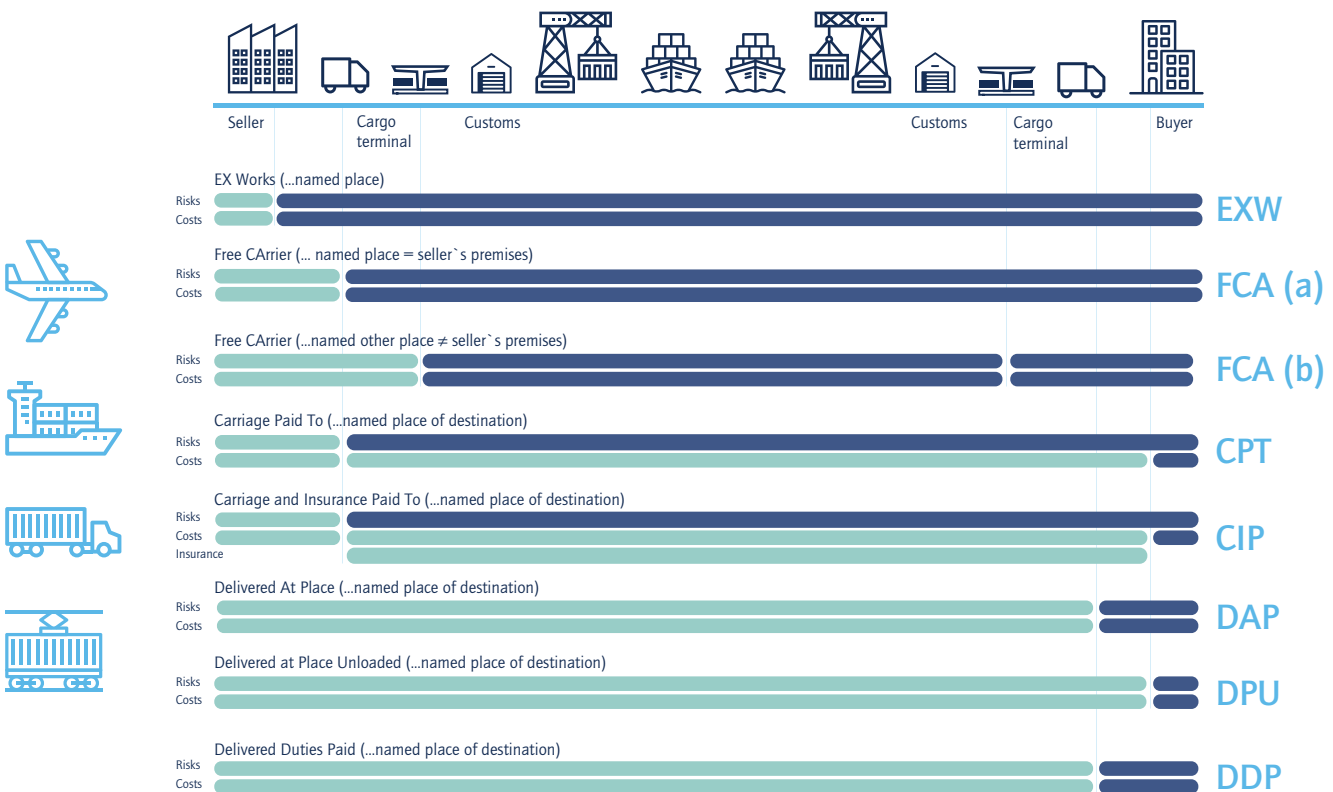 Seller
Cargo
terminal
Customs
Customs
Cargo
terminal
Buyer
EX Works (...named place)
Risks
Costs
EXW
Free CArrier (... named place = seller`s premises)
Risks
Costs
FCA (a)
Free CArrier (...named other place ≠ seller`s premises)
Risks
Costs
FCA (b)
Carriage Paid To (...named place of destination)
Risks
Costs
CPT
Carriage and Insurance Paid To (...named place of destination)
Risks
Costs
Insurance
CIP
Delivered At Place (...named place of destination)
Risks
Costs
DAP
Delivered at Place Unloaded (...named place of destination)
Risks
Costs
DPU
Delivered Duties Paid (...named place of destination)
Risks
Costs
DDP